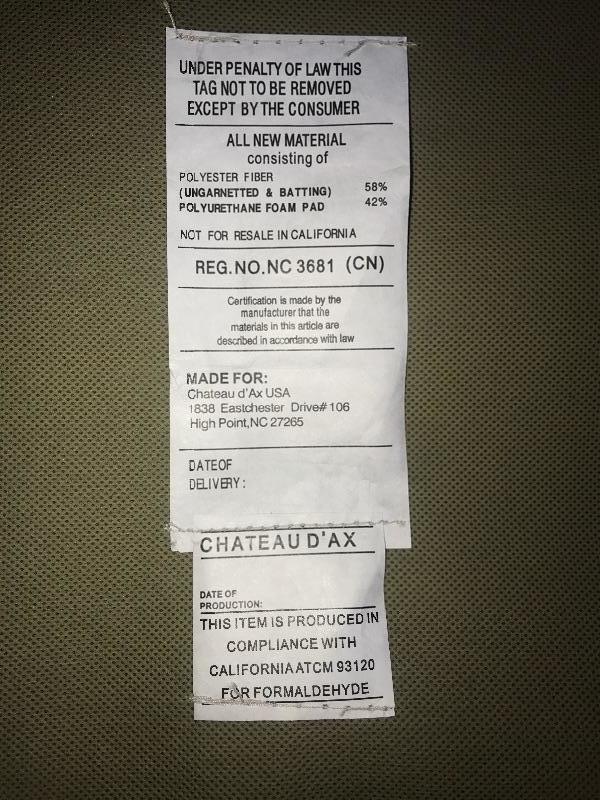 UNDER PENALTY OF LAW THIS
TAG NOT TO BE REMOVED
EXCEPT BY THE CONSUMER
ALL NEW MATERIAL
consisting of
POLYESTER FIBER
(UNGARNETTED & BATTING) 58%
POLYURETHANE FOAM PAD 42%
NOT FOR RESALE IN CALIFORNIA
REG.NO.NC 3681 (CN)
Certification is made by the
manufacturer that the
materials in this article are
described in accordance with law
MADE FOR:
Chateau d'Ax USA
1838 Eastchester Drive# 106
High Point,NC 27265
DATE OF
DELIVERY:
CHATEAU D'AX
DATE OF
PRODUCTION:
THIS ITEM IS PRODUCED IN
COMPLIANCE WITH
CALIFORNIA ATCM 93120
FOR FORMALDEHYDE